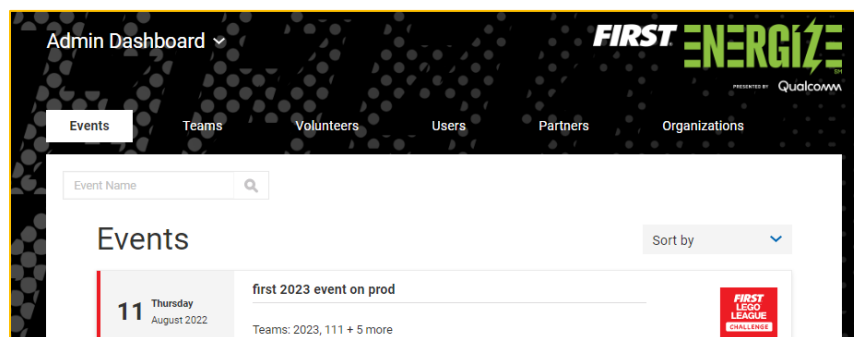 Admin Dashboard
FIRST ENERGIZE SM
PRESENTED BY Qualcomm
Events Teams Volunteers Users Partners Organizations
Event Name
Events
Sort by
first 2023 event on prod
11 Thursday
August 2022
Teams: 2023, 111 + 5 more
FIRST
LEGO
LEAGUE
CHALLENGE